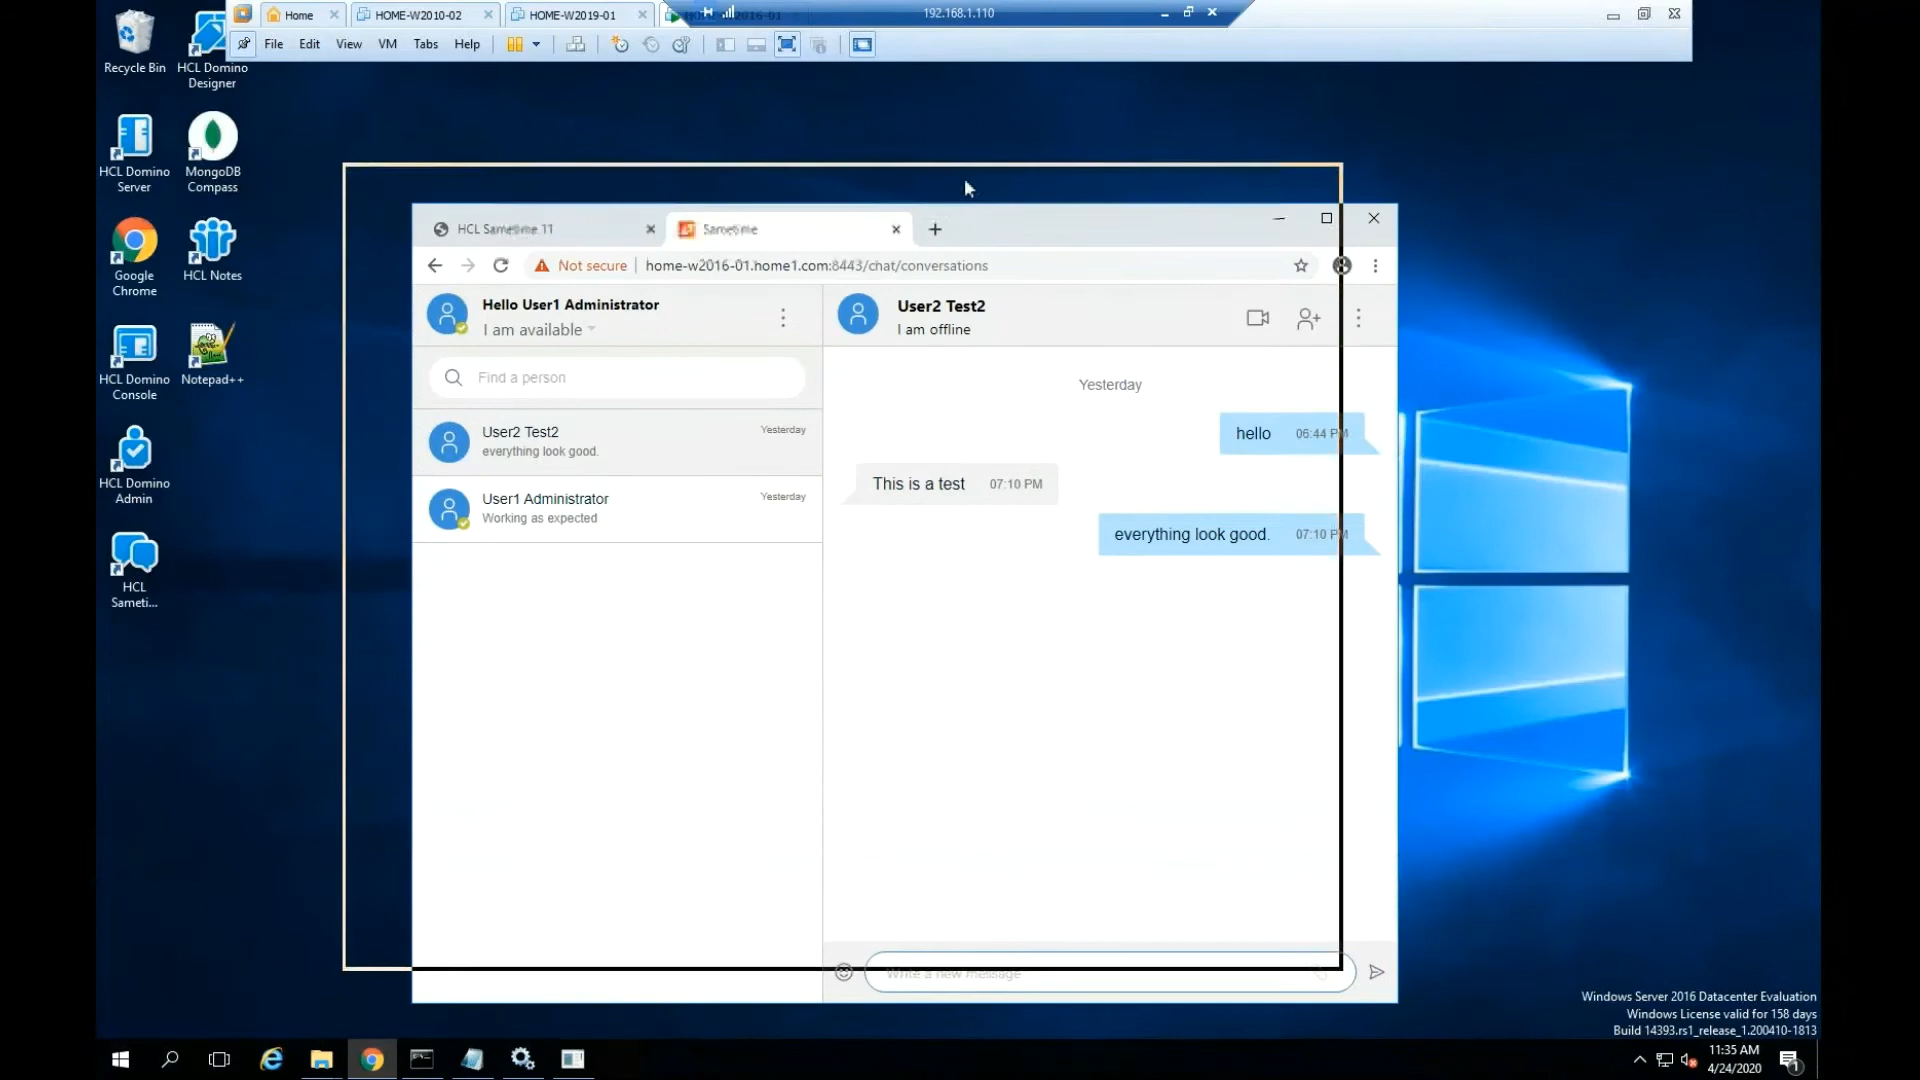 Home
HOME-W2010-02
HOME-W2019-01
192.168.1.110
File
Edit
View
VM
Tabs
Help
Recycle Bin
HCL Domino
Designer
HCL Domino
Server
MongoDB
Compass
Google
Chrome
HCL Notes
HCL Domino
Console
Notepad++
HCL Domino
Admin
HCL
Sameti...
HCL Sametime 11
Sametime
Not secure
home-w2016-01.home1.com:8443/chat/conversations
Hello User1 Administrator
I am available
User2 Test2
I am offline
Find a person
User2 Test2
Yesterday
everything look good.
User1 Administrator
Yesterday
Working as expected
Yesterday
hello 06:44 PM
This is a test 07:10 PM
everything look good. 07:10 PM
Write a new message
Windows Server 2016 Datacenter Evaluation
Windows License valid for 158 days
Build 14393.rs1_release_1.200410-1813
11:35 AM
4/24/2020
1